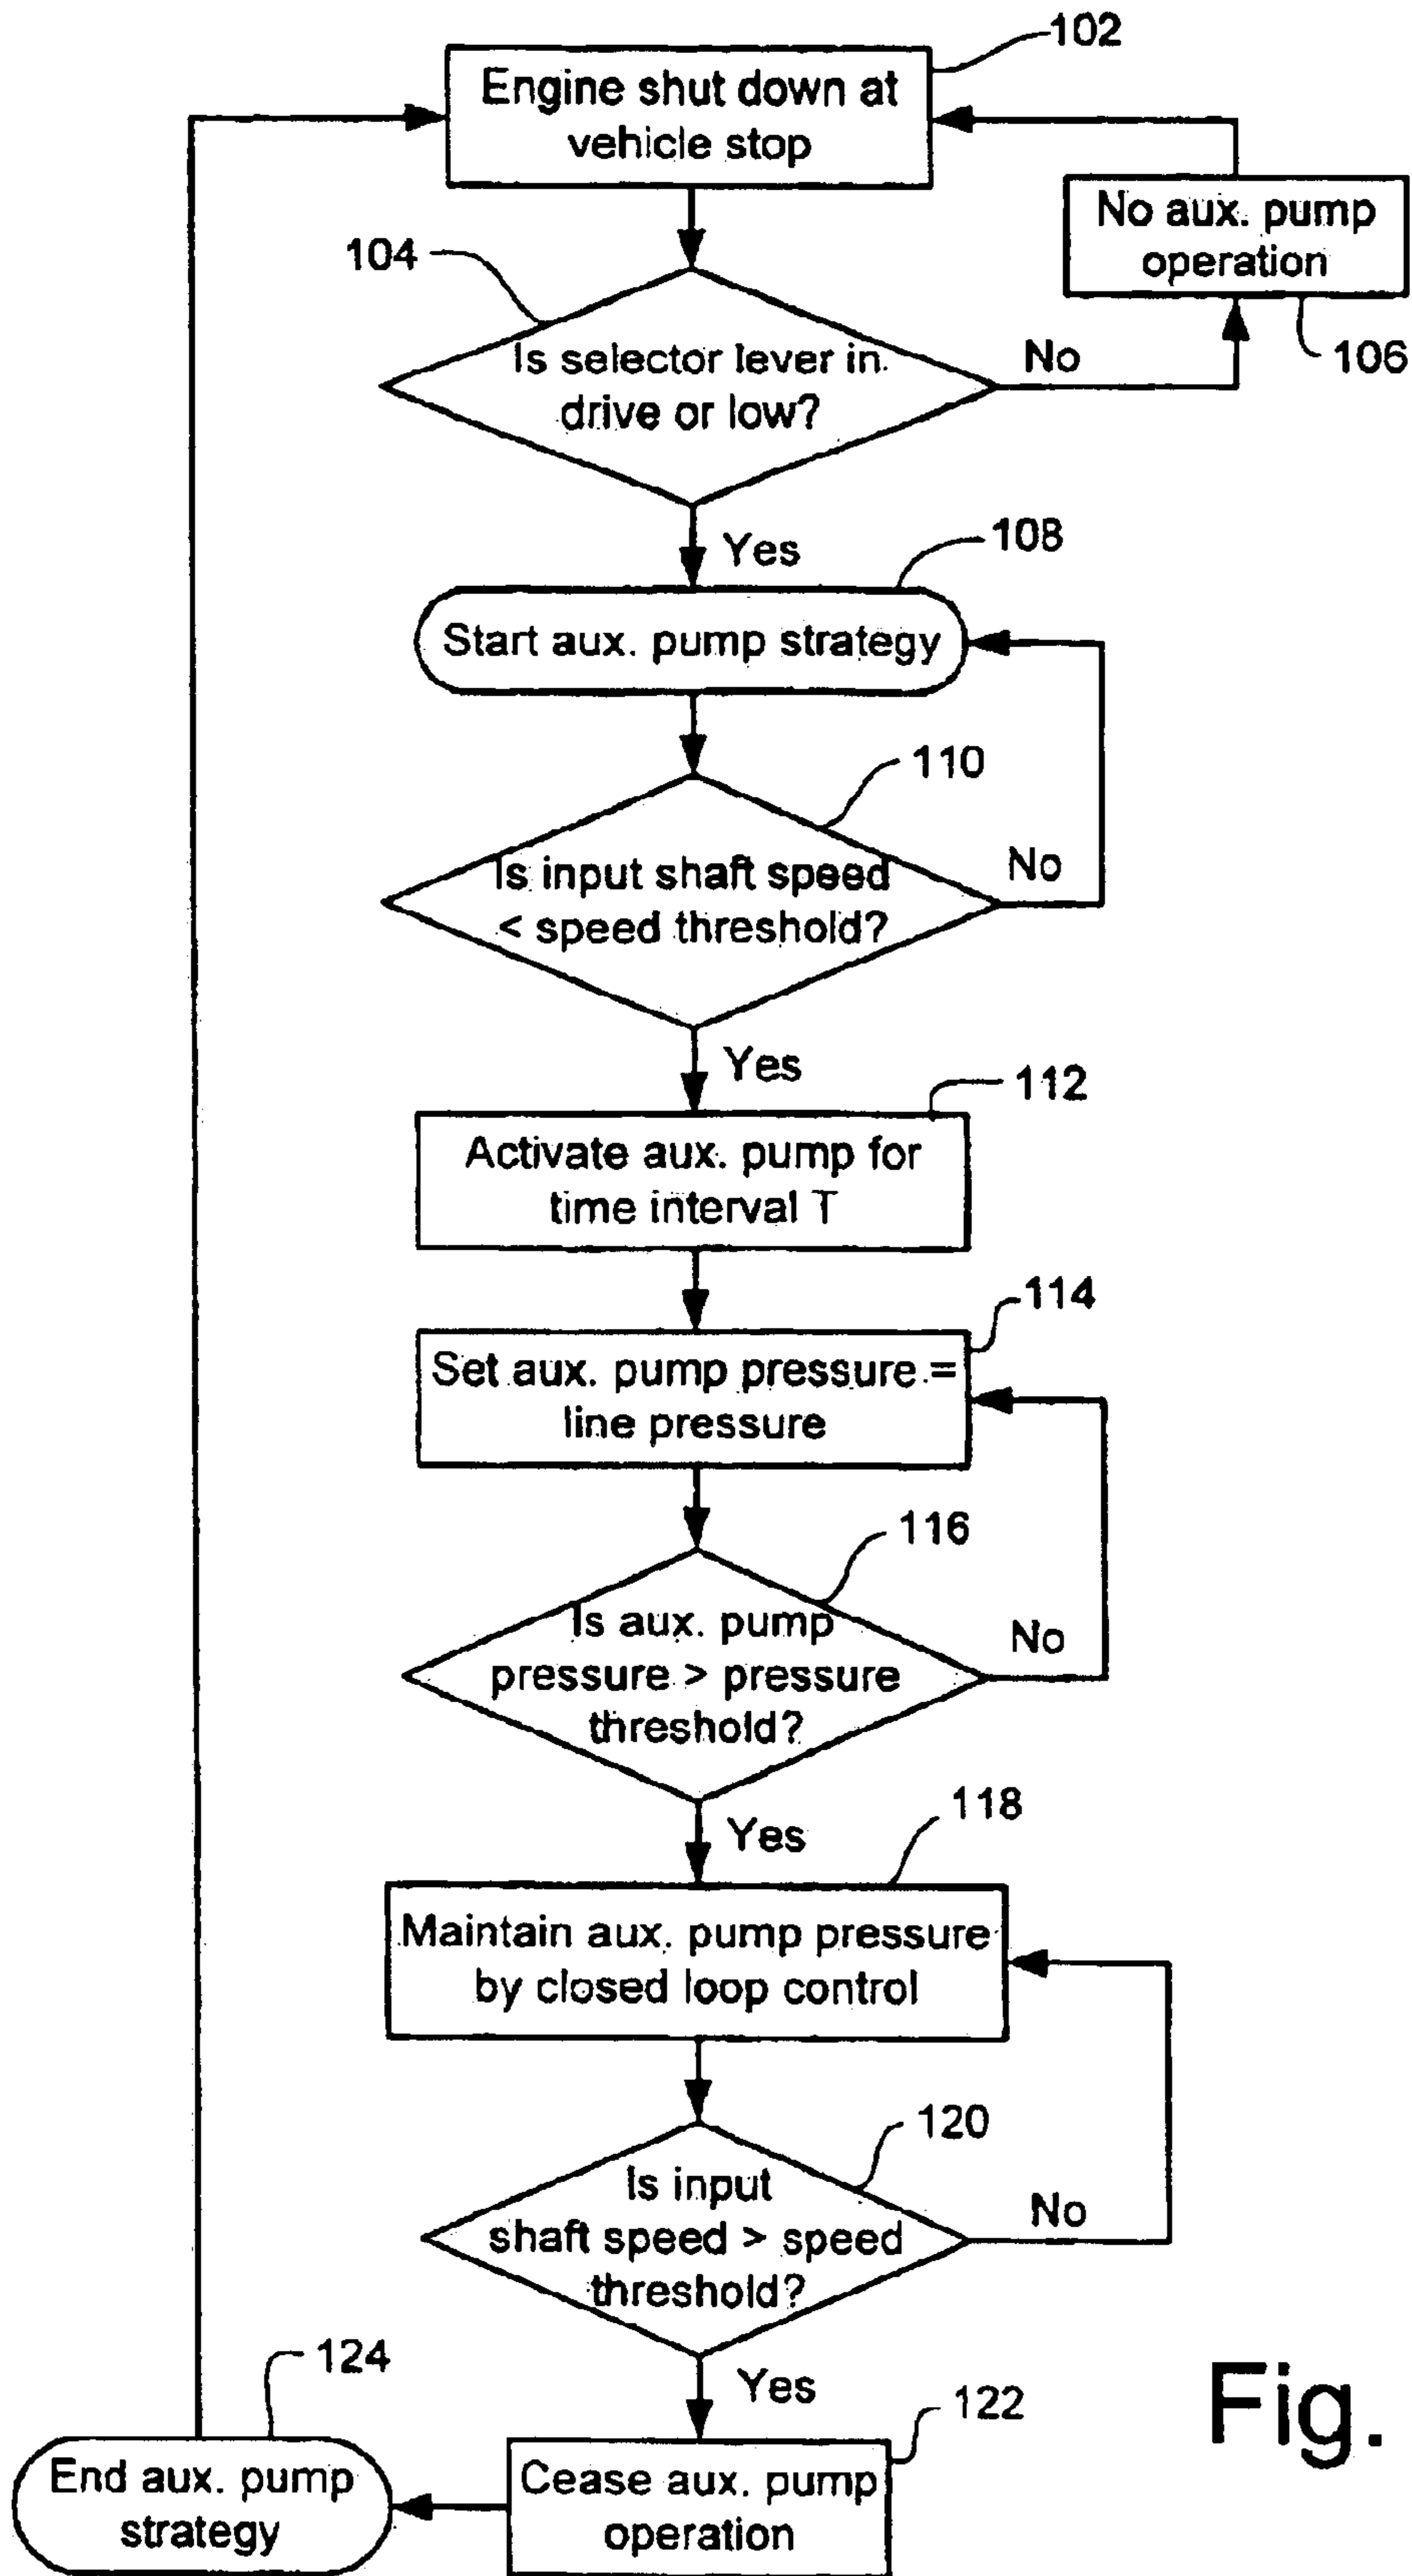 102
Engine shut down at
vehicle stop
No aux. pump
operation
106
104
Is selector lever in
drive or low?
No
Yes
108
Start aux. pump strategy
110
Is input shaft speed
< speed threshold?
No
Yes
112
Activate aux. pump for
time interval T
114
Set aux. pump pressure =
line pressure
116
Is aux. pump
pressure > pressure
threshold?
No
Yes
118
Maintain aux. pump pressure
by closed loop control
120
Is input
shaft speed > speed
threshold?
No
Yes
122
Cease aux. pump
operation
124
End aux. pump
strategy
Fig.